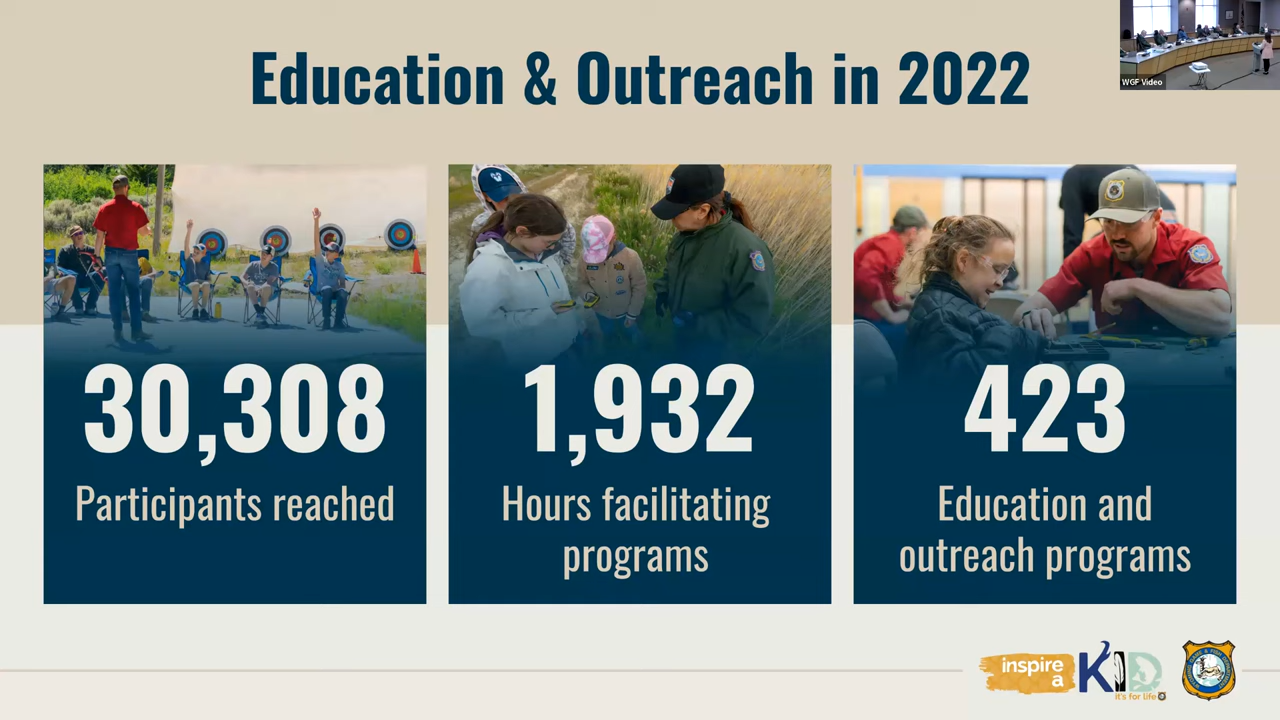 Education & Outreach in 2022
WGF Video
30,308
Participants reached
1,932
Hours facilitating
programs
423
Education and
outreach programs
inspire
a
KID
it's for life